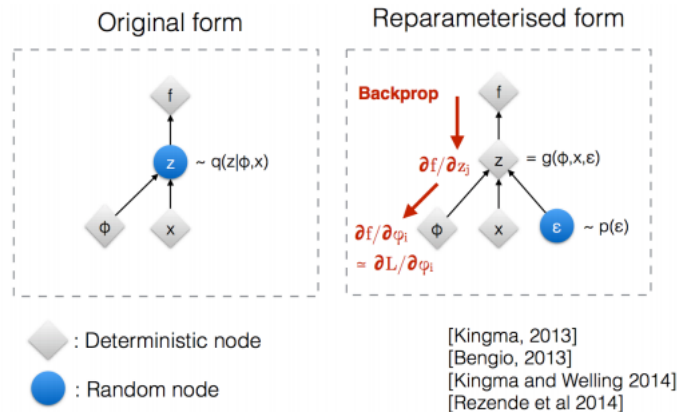 Original form
f
z ~ q(z|φ,x)
φ x
Reparameterised form
Backprop
f
∂f/∂zⱼ z = g(φ,x,ε)
∂f/∂φᵢ φ x ε ~ p(ε)
≃ ∂L/∂φᵢ
: Deterministic node
: Random node
[Kingma, 2013]
[Bengio, 2013]
[Kingma and Welling 2014]
[Rezende et al 2014]